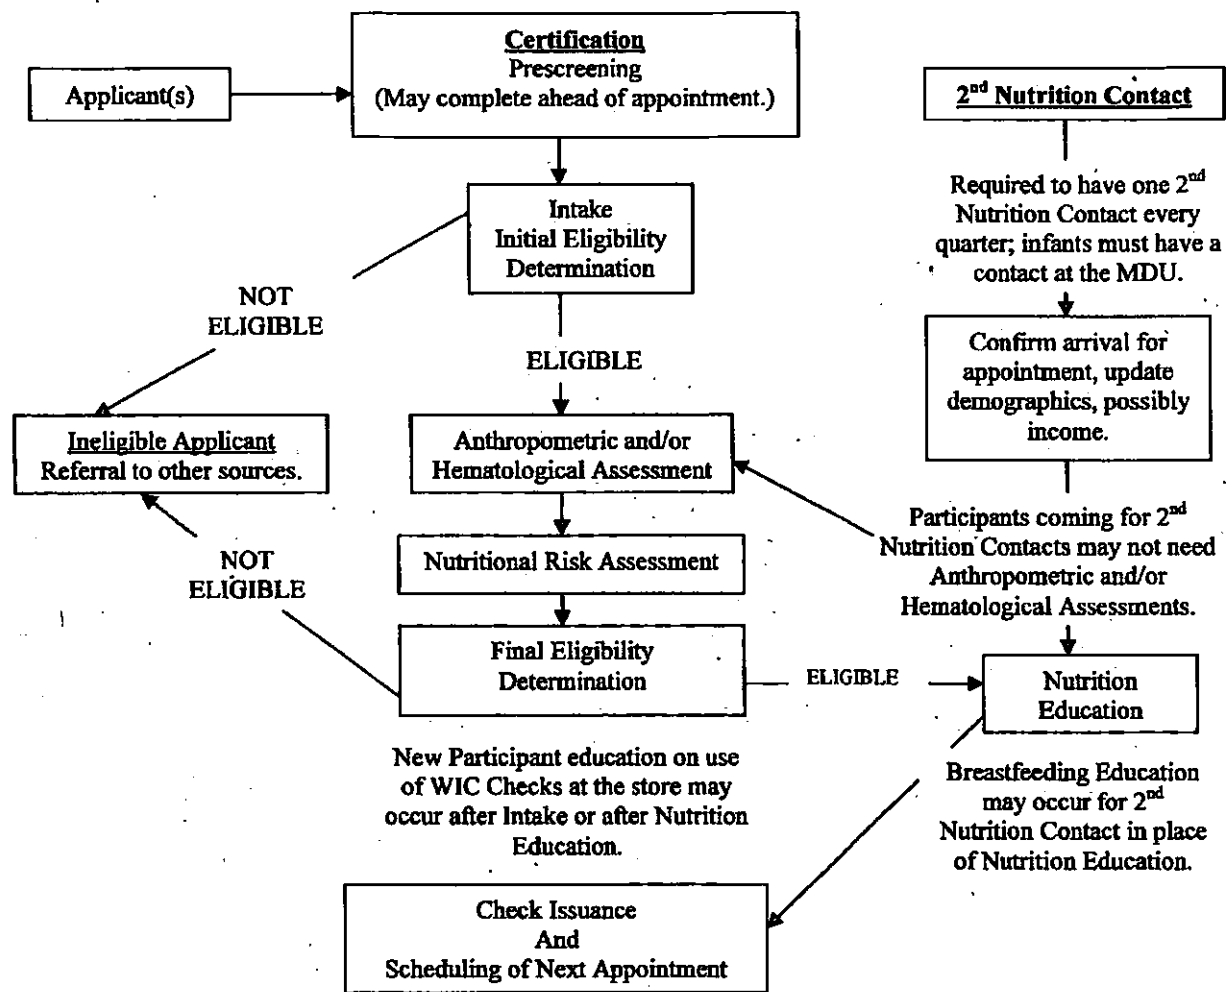 Certification
Prescreening
(May complete ahead of appointment.)
Applicant(s)
2nd Nutrition Contact
Intake
Initial Eligibility
Determination
Required to have one 2nd
Nutrition Contact every
quarter; infants must have a
contact at the MDU.
NOT
ELIGIBLE
ELIGIBLE
Confirm arrival for
appointment, update
demographics, possibly
income.
Ineligible Applicant
Referral to other sources.
Anthropometric and/or
Hematological Assessment
Participants coming for 2nd
Nutrition Contacts may not need
Anthropometric and/or
Hematological Assessments.
NOT
ELIGIBLE
Nutritional Risk Assessment
Final Eligibility
Determination
ELIGIBLE
Nutrition
Education
New Participant education on use
of WIC Checks at the store may
occur after Intake or after Nutrition
Education.
Breastfeeding Education
may occur for 2nd
Nutrition Contact in place
of Nutrition Education.
Check Issuance
And
Scheduling of Next Appointment